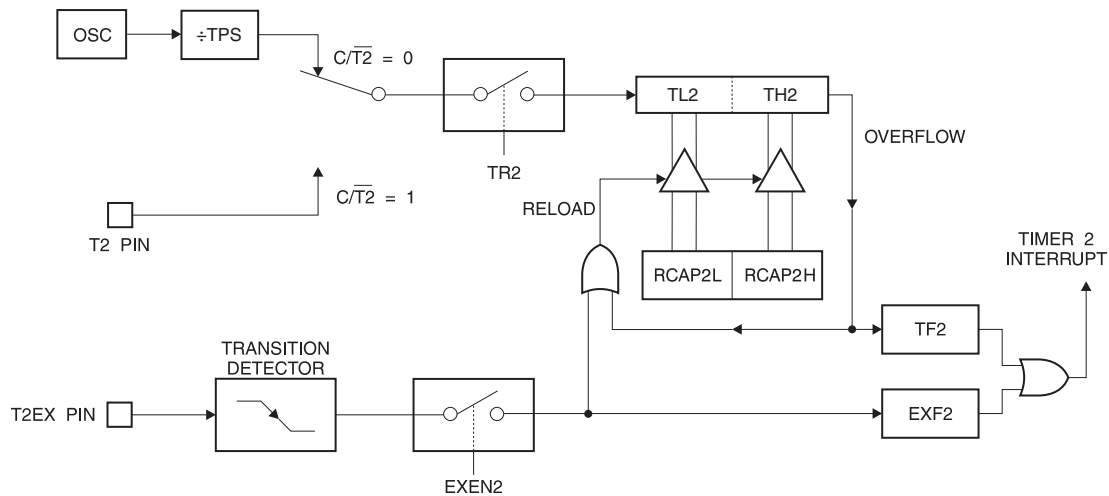 OSC
÷TPS
C/T2̅ = 0
TL2
TH2
OVERFLOW
TR2
C/T2̅ = 1
RELOAD
T2 PIN
TIMER 2
INTERRUPT
RCAP2L
RCAP2H
TF2
TRANSITION
DETECTOR
T2EX PIN
EXF2
EXEN2